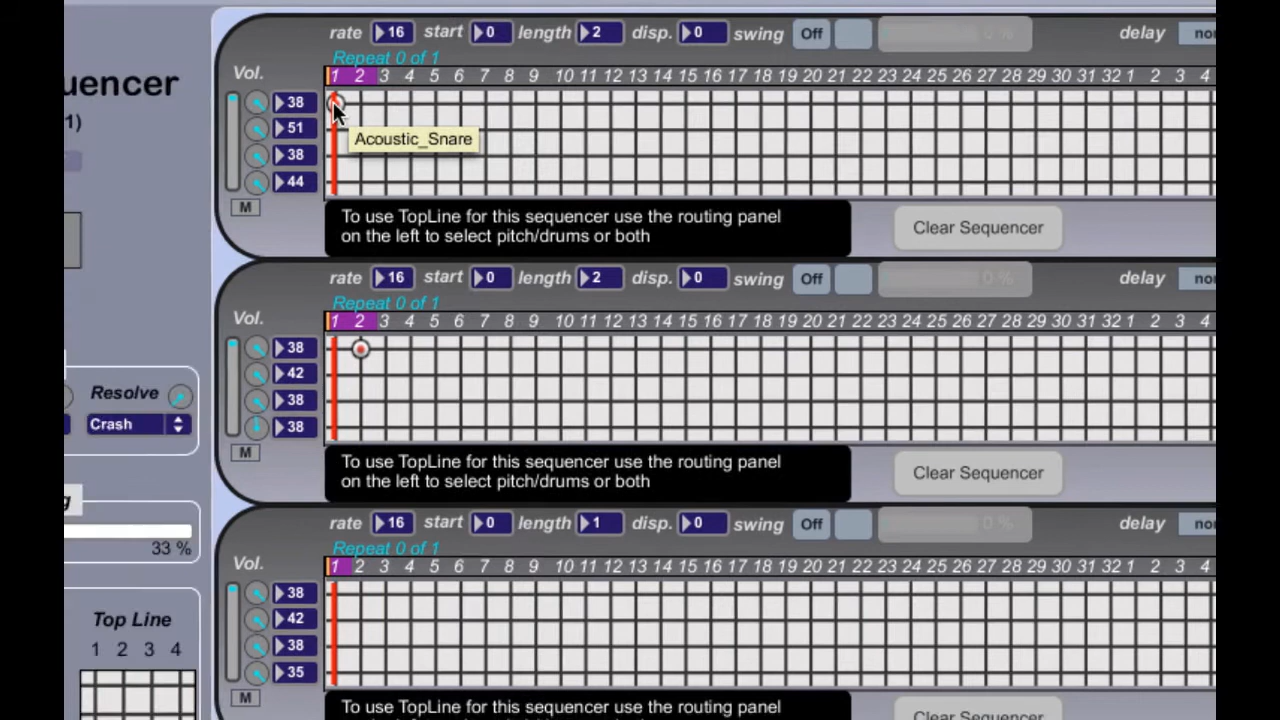 uencer
1)
rate 16 start 0 length 2 disp. 0 swing Off 0 % delay
Repeat 0 of 1
Vol.
1 2 3 4 5 6 7 8 9 10 11 12 13 14 15 16 17 18 19 20 21 22 23 24 25 26 27 28 29 30 31 32 1 2 3 4
38
51
38
44
M
Acoustic_Snare
To use TopLine for this sequencer use the routing panel
on the left to select pitch/drums or both
Clear Sequencer
rate 16 start 0 length 2 disp. 0 swing Off 0 % delay
Repeat 0 of 1
Vol.
1 2 3 4 5 6 7 8 9 10 11 12 13 14 15 16 17 18 19 20 21 22 23 24 25 26 27 28 29 30 31 32 1 2 3 4
38
42
38
38
M
To use TopLine for this sequencer use the routing panel
on the left to select pitch/drums or both
Clear Sequencer
Resolve
Crash
33 %
rate 16 start 0 length 1 disp. 0 swing Off 0 % delay
Repeat 0 of 1
Vol.
1 2 3 4 5 6 7 8 9 10 11 12 13 14 15 16 17 18 19 20 21 22 23 24 25 26 27 28 29 30 31 32 1 2 3 4
38
42
38
35
M
To use TopLine for this sequencer use the routing panel
Clear Sequencer
Top Line
1 2 3 4